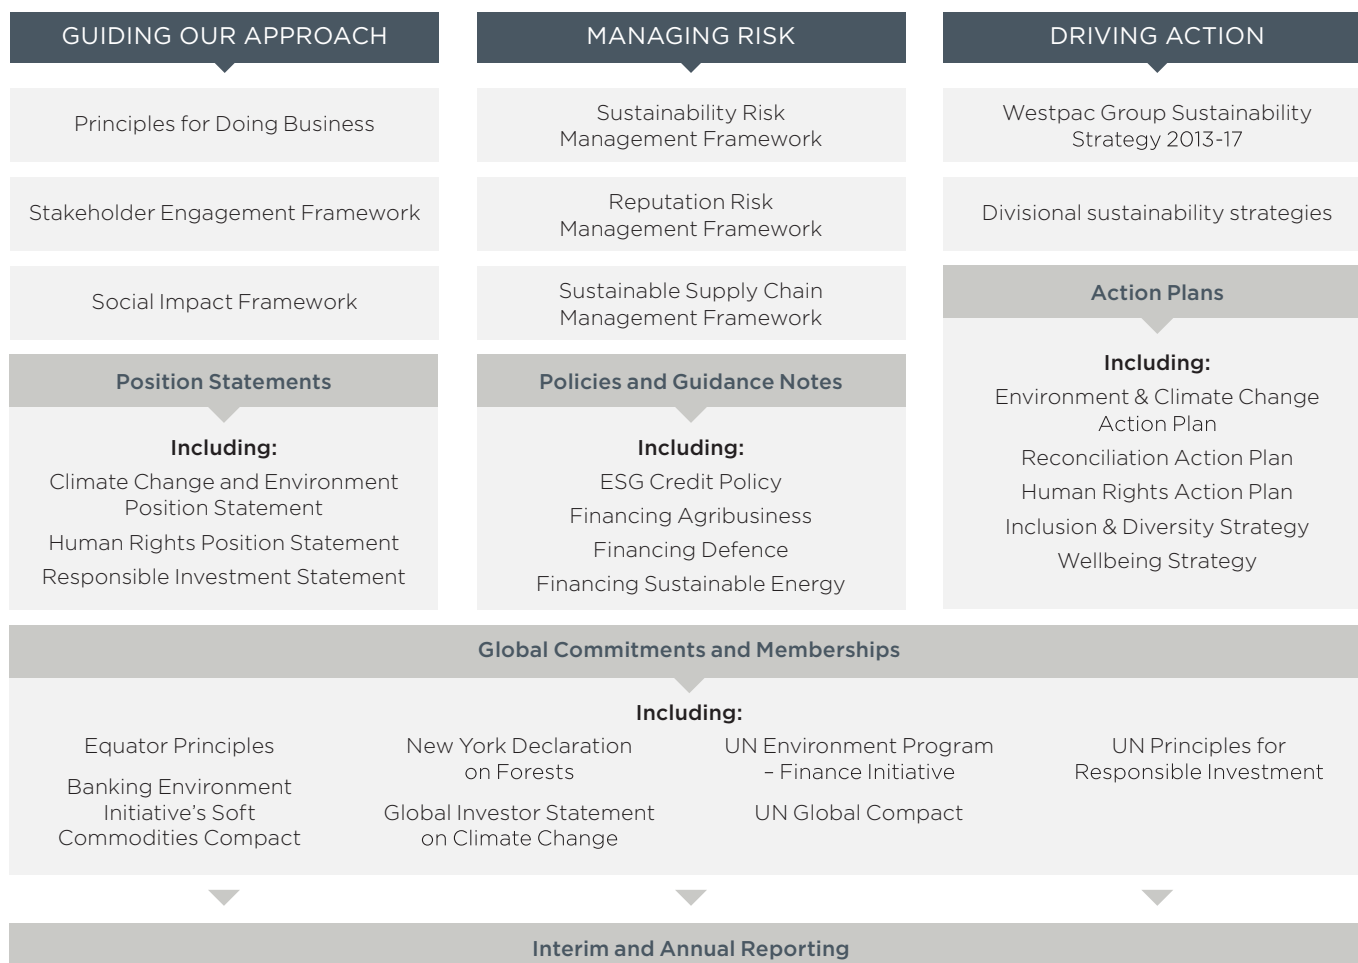 GUIDING OUR APPROACH
Principles for Doing Business
Stakeholder Engagement Framework
Social Impact Framework
Position Statements
Including:
Climate Change and Environment
Position Statement
Human Rights Position Statement
Responsible Investment Statement
MANAGING RISK
Sustainability Risk
Management Framework
Reputation Risk
Management Framework
Sustainable Supply Chain
Management Framework
Policies and Guidance Notes
Including:
ESG Credit Policy
Financing Agribusiness
Financing Defence
Financing Sustainable Energy
DRIVING ACTION
Westpac Group Sustainability
Strategy 2013-17
Divisional sustainability strategies
Action Plans
Including:
Environment & Climate Change
Action Plan
Reconciliation Action Plan
Human Rights Action Plan
Inclusion & Diversity Strategy
Wellbeing Strategy
Global Commitments and Memberships
Including:
Equator Principles
Banking Environment
Initiative's Soft
Commodities Compact
New York Declaration
on Forests
Global Investor Statement
on Climate Change
UN Environment Program
– Finance Initiative
UN Global Compact
UN Principles for
Responsible Investment
Interim and Annual Reporting